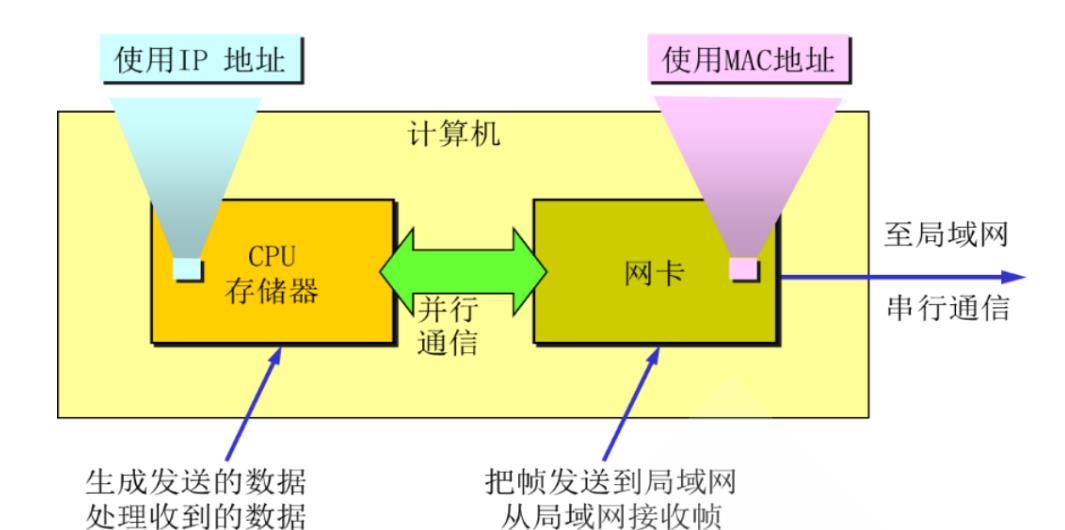 使用IP 地址
使用MAC地址
计算机
CPU
存储器
网卡
并行
通信
至局域网
串行通信
生成发送的数据
处理收到的数据
把帧发送到局域网
从局域网接收帧